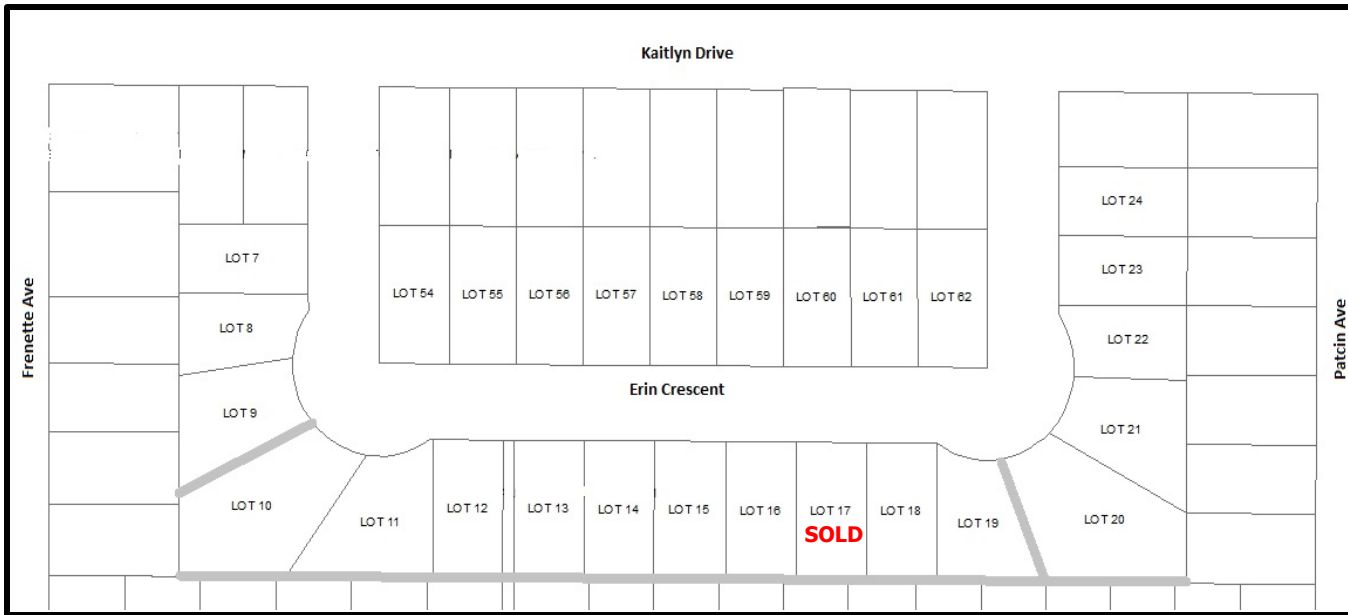 Kaitlyn Drive
LOT 24
LOT 7
LOT 23
LOT 54
LOT 55
LOT 56
LOT 57
LOT 58
LOT 59
LOT 60
LOT 61
LOT 62
Frenette Ave
LOT 8
LOT 22
Patcin Ave
Erin Crescent
LOT 9
LOT 21
LOT 10
LOT 11
LOT 12
LOT 13
LOT 14
LOT 15
LOT 16
LOT 17
SOLD
LOT 18
LOT 19
LOT 20